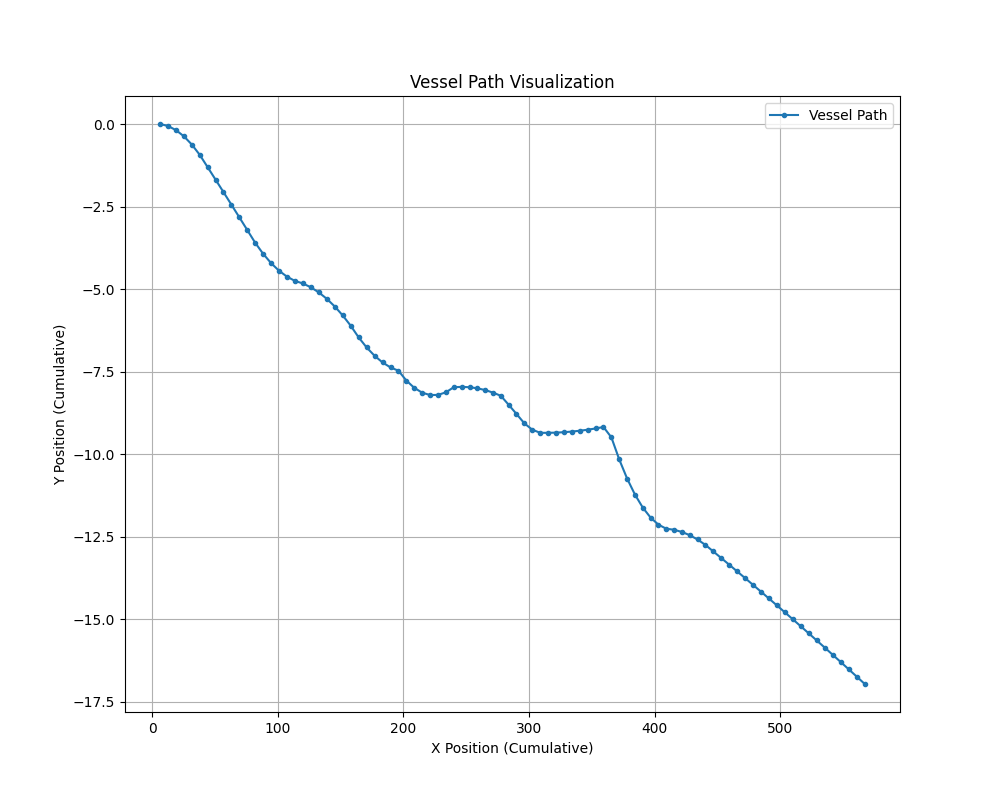 Vessel Path Visualization
Vessel Path
0.0
−2.5
−5.0
−7.5
−10.0
−12.5
−15.0
−17.5
Y Position (Cumulative)
0 100 200 300 400 500
X Position (Cumulative)